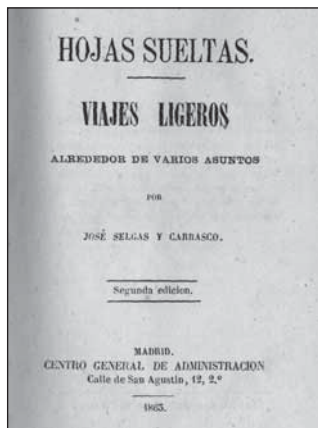 HOJAS SUELTAS.
VIAJES LIGEROS
ALREDEDOR DE VARIOS ASUNTOS
POR
JOSÉ SELGAS Y CARRASCO.
Segunda edicion.
MADRID.
CENTRO GENERAL DE ADMINISTRACION
Calle de San Agustin, 12, 2.º